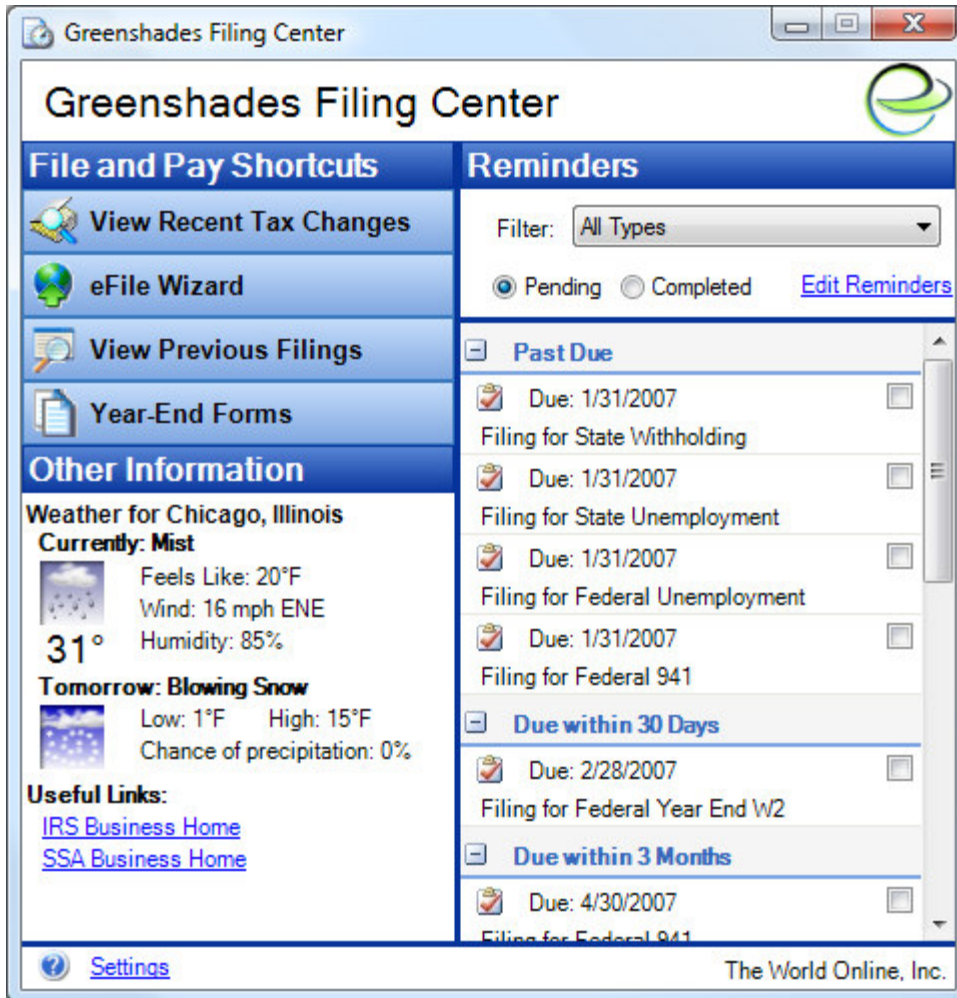 Greenshades Filing Center
Greenshades Filing Center
File and Pay Shortcuts
View Recent Tax Changes
eFile Wizard
View Previous Filings
Year-End Forms
Other Information
Weather for Chicago, Illinois
Currently: Mist
Feels Like: 20°F
Wind: 16 mph ENE
31° Humidity: 85%
Tomorrow: Blowing Snow
Low: 1°F High: 15°F
Chance of precipitation: 0%
Useful Links:
IRS Business Home
SSA Business Home
Reminders
Filter: All Types
Pending Completed Edit Reminders
Past Due
Due: 1/31/2007
Filing for State Withholding
Due: 1/31/2007
Filing for State Unemployment
Due: 1/31/2007
Filing for Federal Unemployment
Due: 1/31/2007
Filing for Federal 941
Due within 30 Days
Due: 2/28/2007
Filing for Federal Year End W2
Due within 3 Months
Due: 4/30/2007
Filing for Federal 941
Settings
The World Online, Inc.